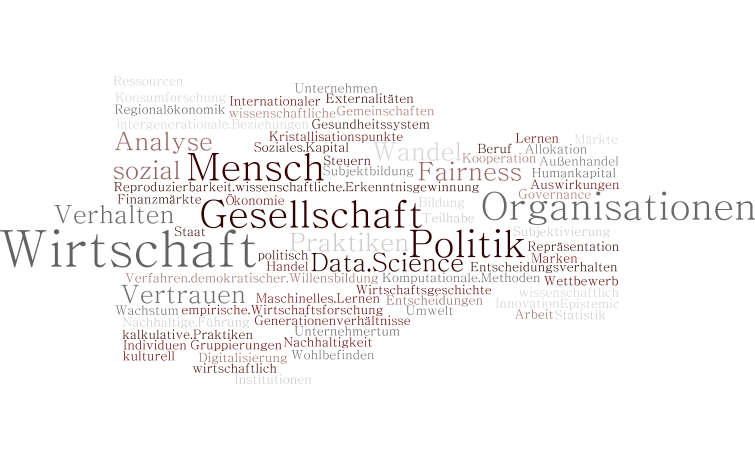 Ressourcen
Unternehmen
Konsumforschung
Internationaler
Externalitäten
Regionalökonomik
wissenschaftliche
Gemeinschaften
intergenerationale.Beziehungen
Gesundheitssystem
Kristallisationspunkte
Analyse
Soziales.Kapital
Wandel
Beruf
Lernen
Märkte
Allokation
sozial
Mensch
Steuern
Subjektbildung
Fairness
Kooperation
Außenhandel
Humankapital
Reproduzierbarkeit.wissenschaftliche.Erkenntnisgewinnung
Auswirkungen
Finanzmärkte
Ökonomie
Bildung
Governance
Verhalten
Gesellschaft
Teilhabe
Organisationen
Staat
Subjektivierung
Wirtschaft
Praktiken
Politik
Repräsentation
politisch
Marken
Handel
Data.Science
Entscheidungsverhalten
Verfahren.demokratischer.Willensbildung
Komputationale.Methoden
Wettbewerb
Vertrauen
Maschinelles.Lernen
Wirtschaftsgeschichte
Entscheidungen
wissenschaftlich
Innovation
Epistemic
Wachstum
empirische.Wirtschaftsforschung
Umwelt
Arbeit
Statistik
Nachhaltige.Führung
Generationenverhältnisse
kalkulative.Praktiken
Unternehmertum
Individuen
Gruppierungen
Nachhaltigkeit
kulturell
Digitalisierung
Wohlbefinden
wirtschaftlich
Institutionen